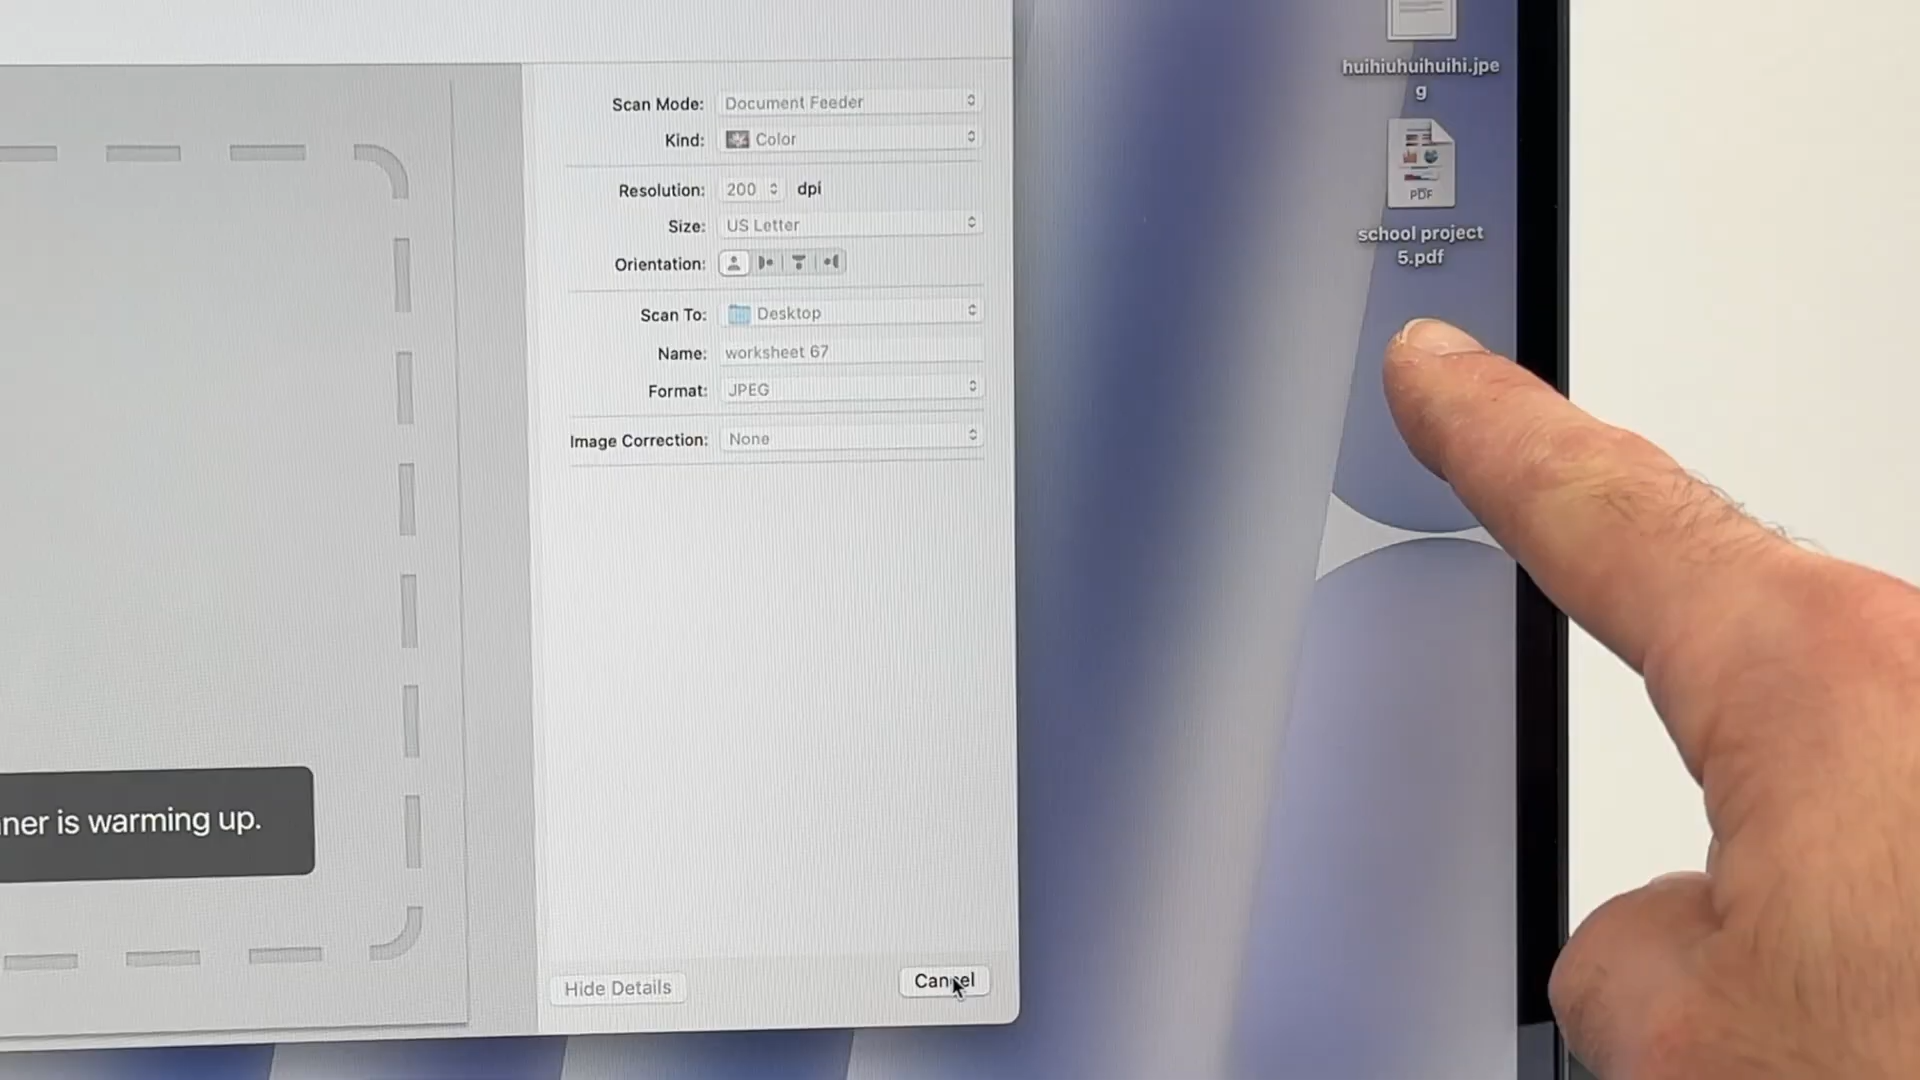 huihiuhuihuihi.jpe
g
PDF
school project
5.pdf
Scan Mode: Document Feeder
Kind: Color
Resolution: 200 dpi
Size: US Letter
Orientation:
Scan To: Desktop
Name: worksheet 67
Format: JPEG
Image Correction: None
ner is warming up.
Hide Details
Cancel